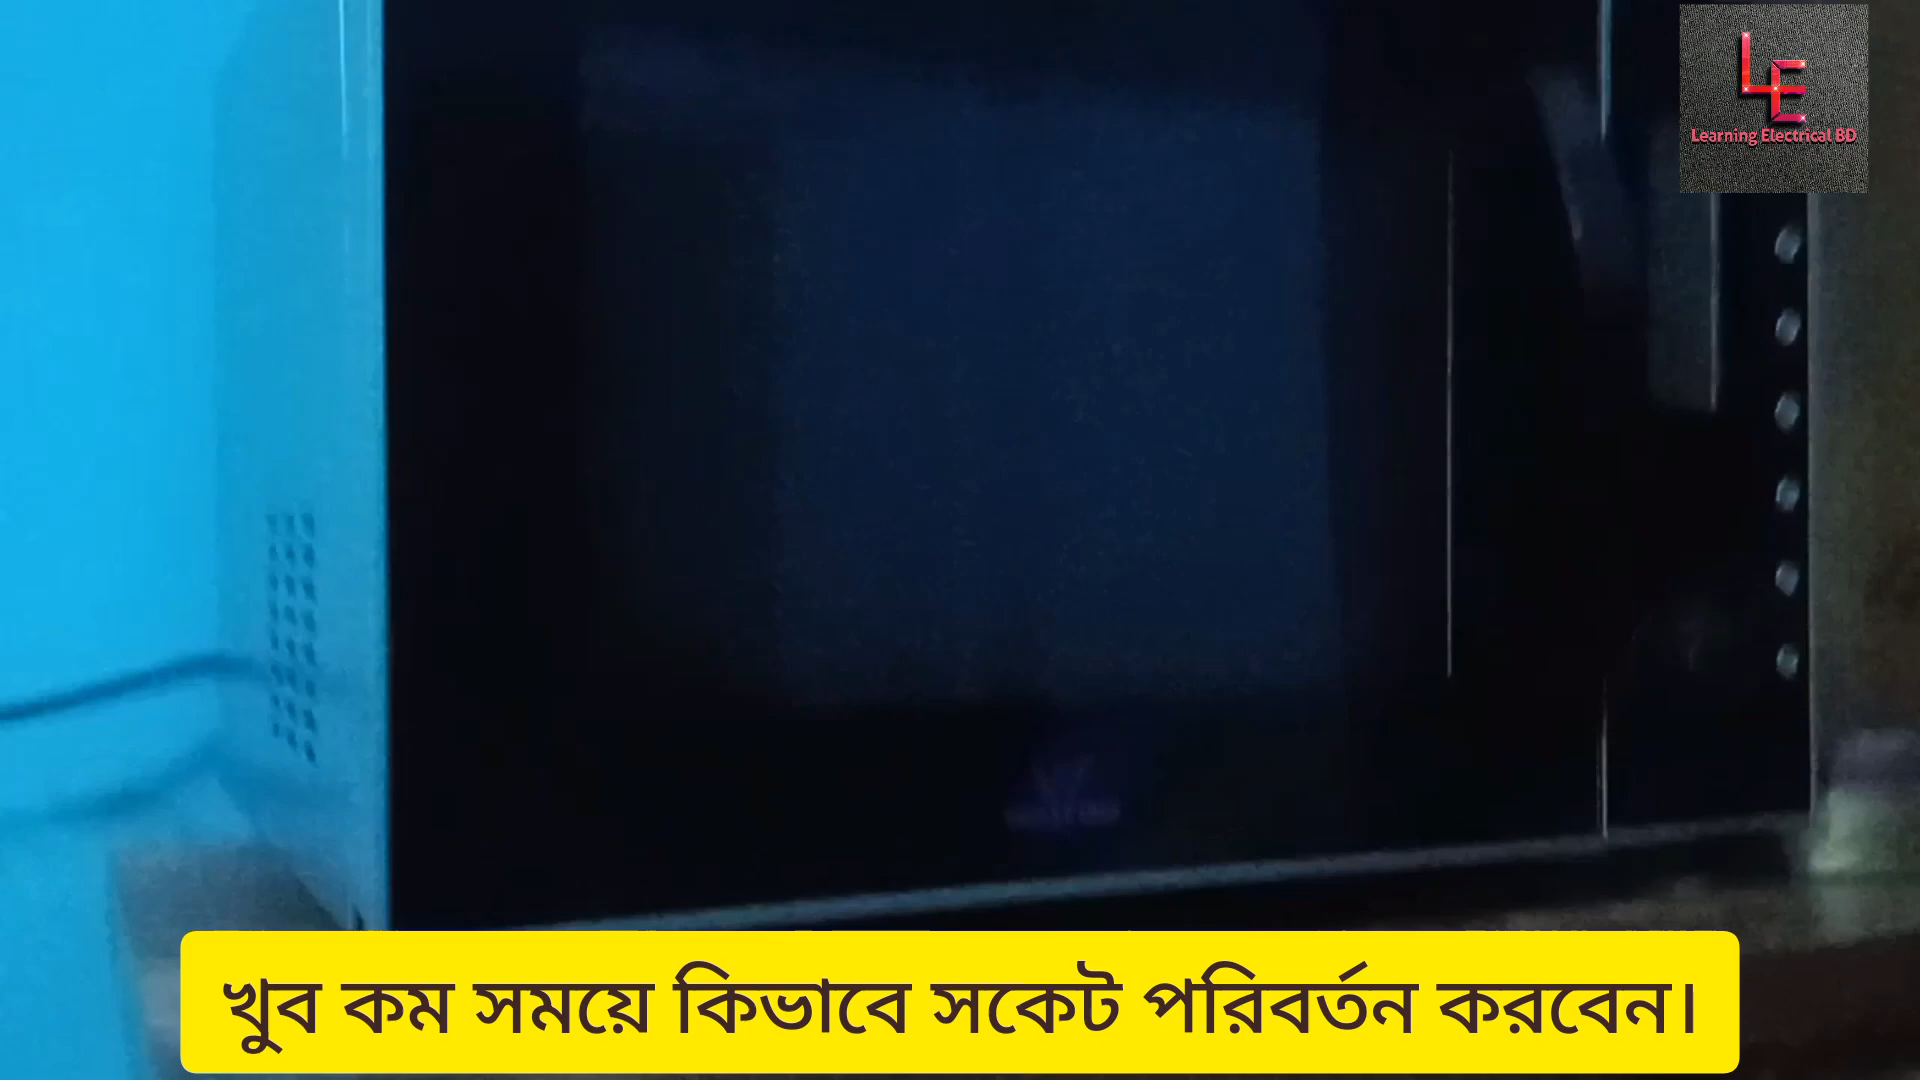 LE
Learning Electrical BD
খুব কম সময়ে কিভাবে সকেট পরিবর্তন করবেন।